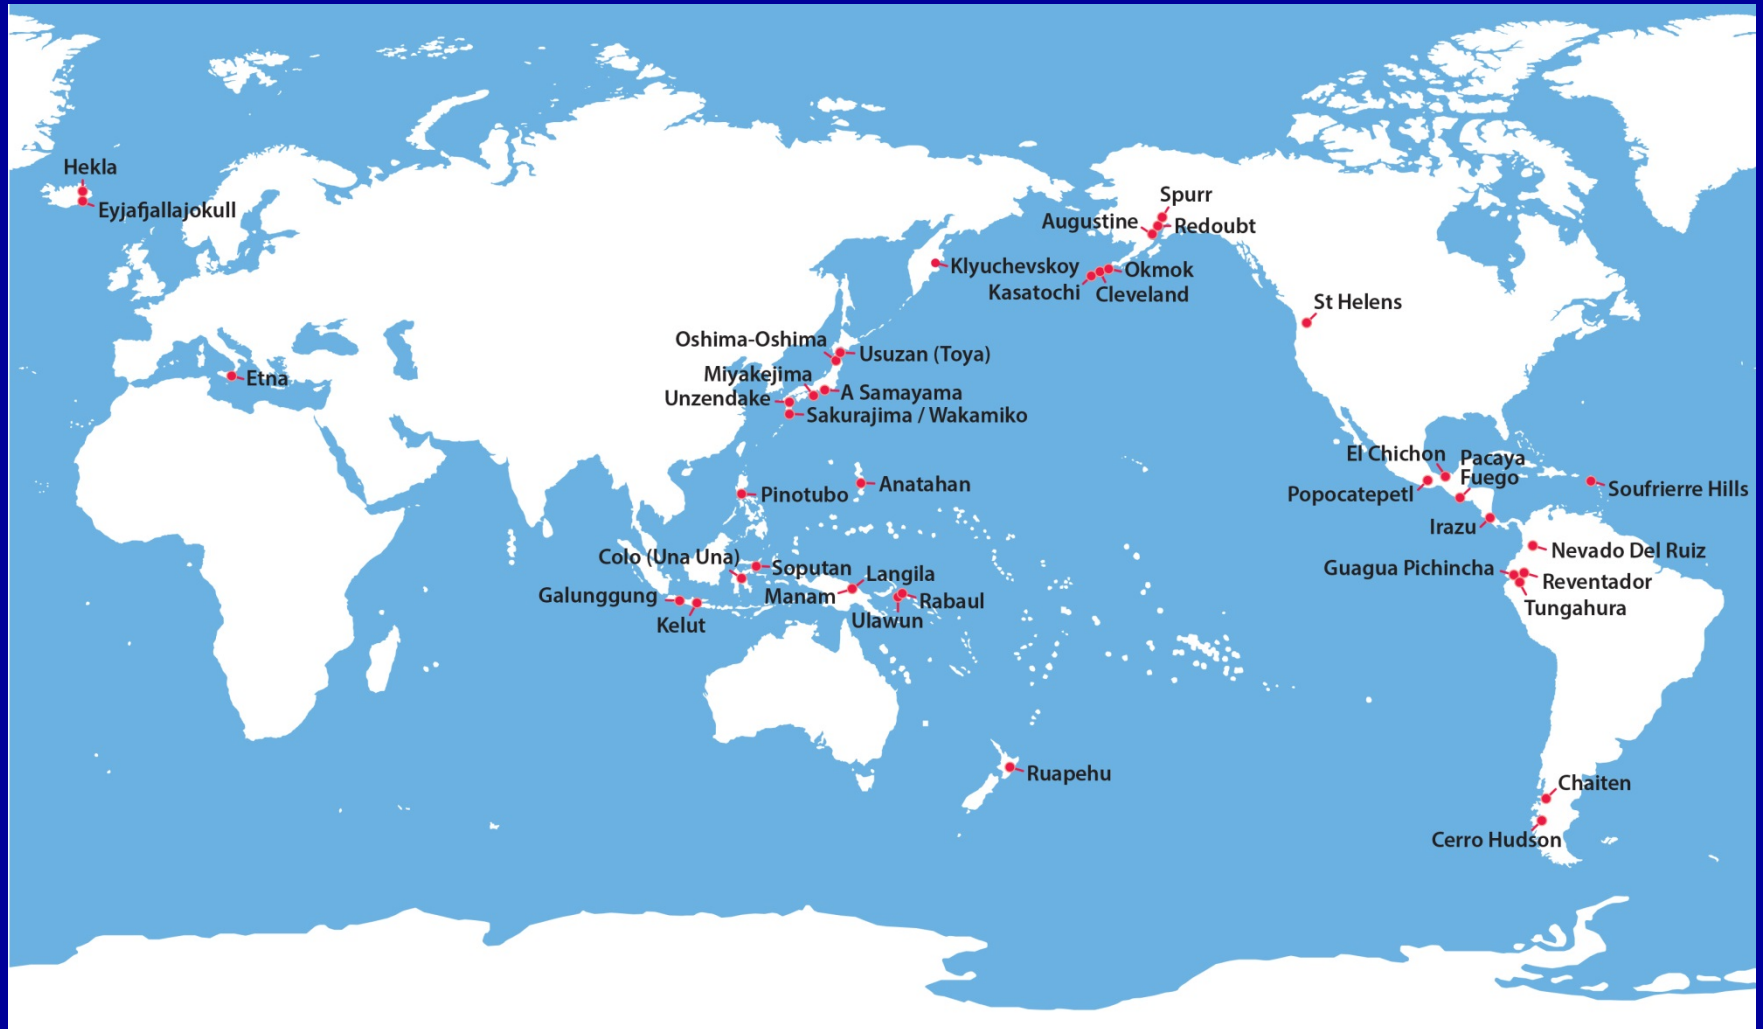 Hekla
Eyjafjallajokull
Spurr
Augustine
Redoubt
Klyuchevskoy
Okmok
Kasatochi
Cleveland
St Helens
Oshima-Oshima
Usuzan (Toya)
Miyakejima
Etna
A Samayama
Unzendake
Sakurajima / Wakamiko
El Chichon
Pacaya
Fuego
Anatahan
Pinotubo
Popocatepetl
Soufrierre Hills
Irazu
Nevado Del Ruiz
Colo (Una Una)
Soputan
Guagua Pichincha
Langila
Reventador
Galunggung
Manam
Rabaul
Tungahura
Ulawun
Kelut
Ruapehu
Chaiten
Cerro Hudson